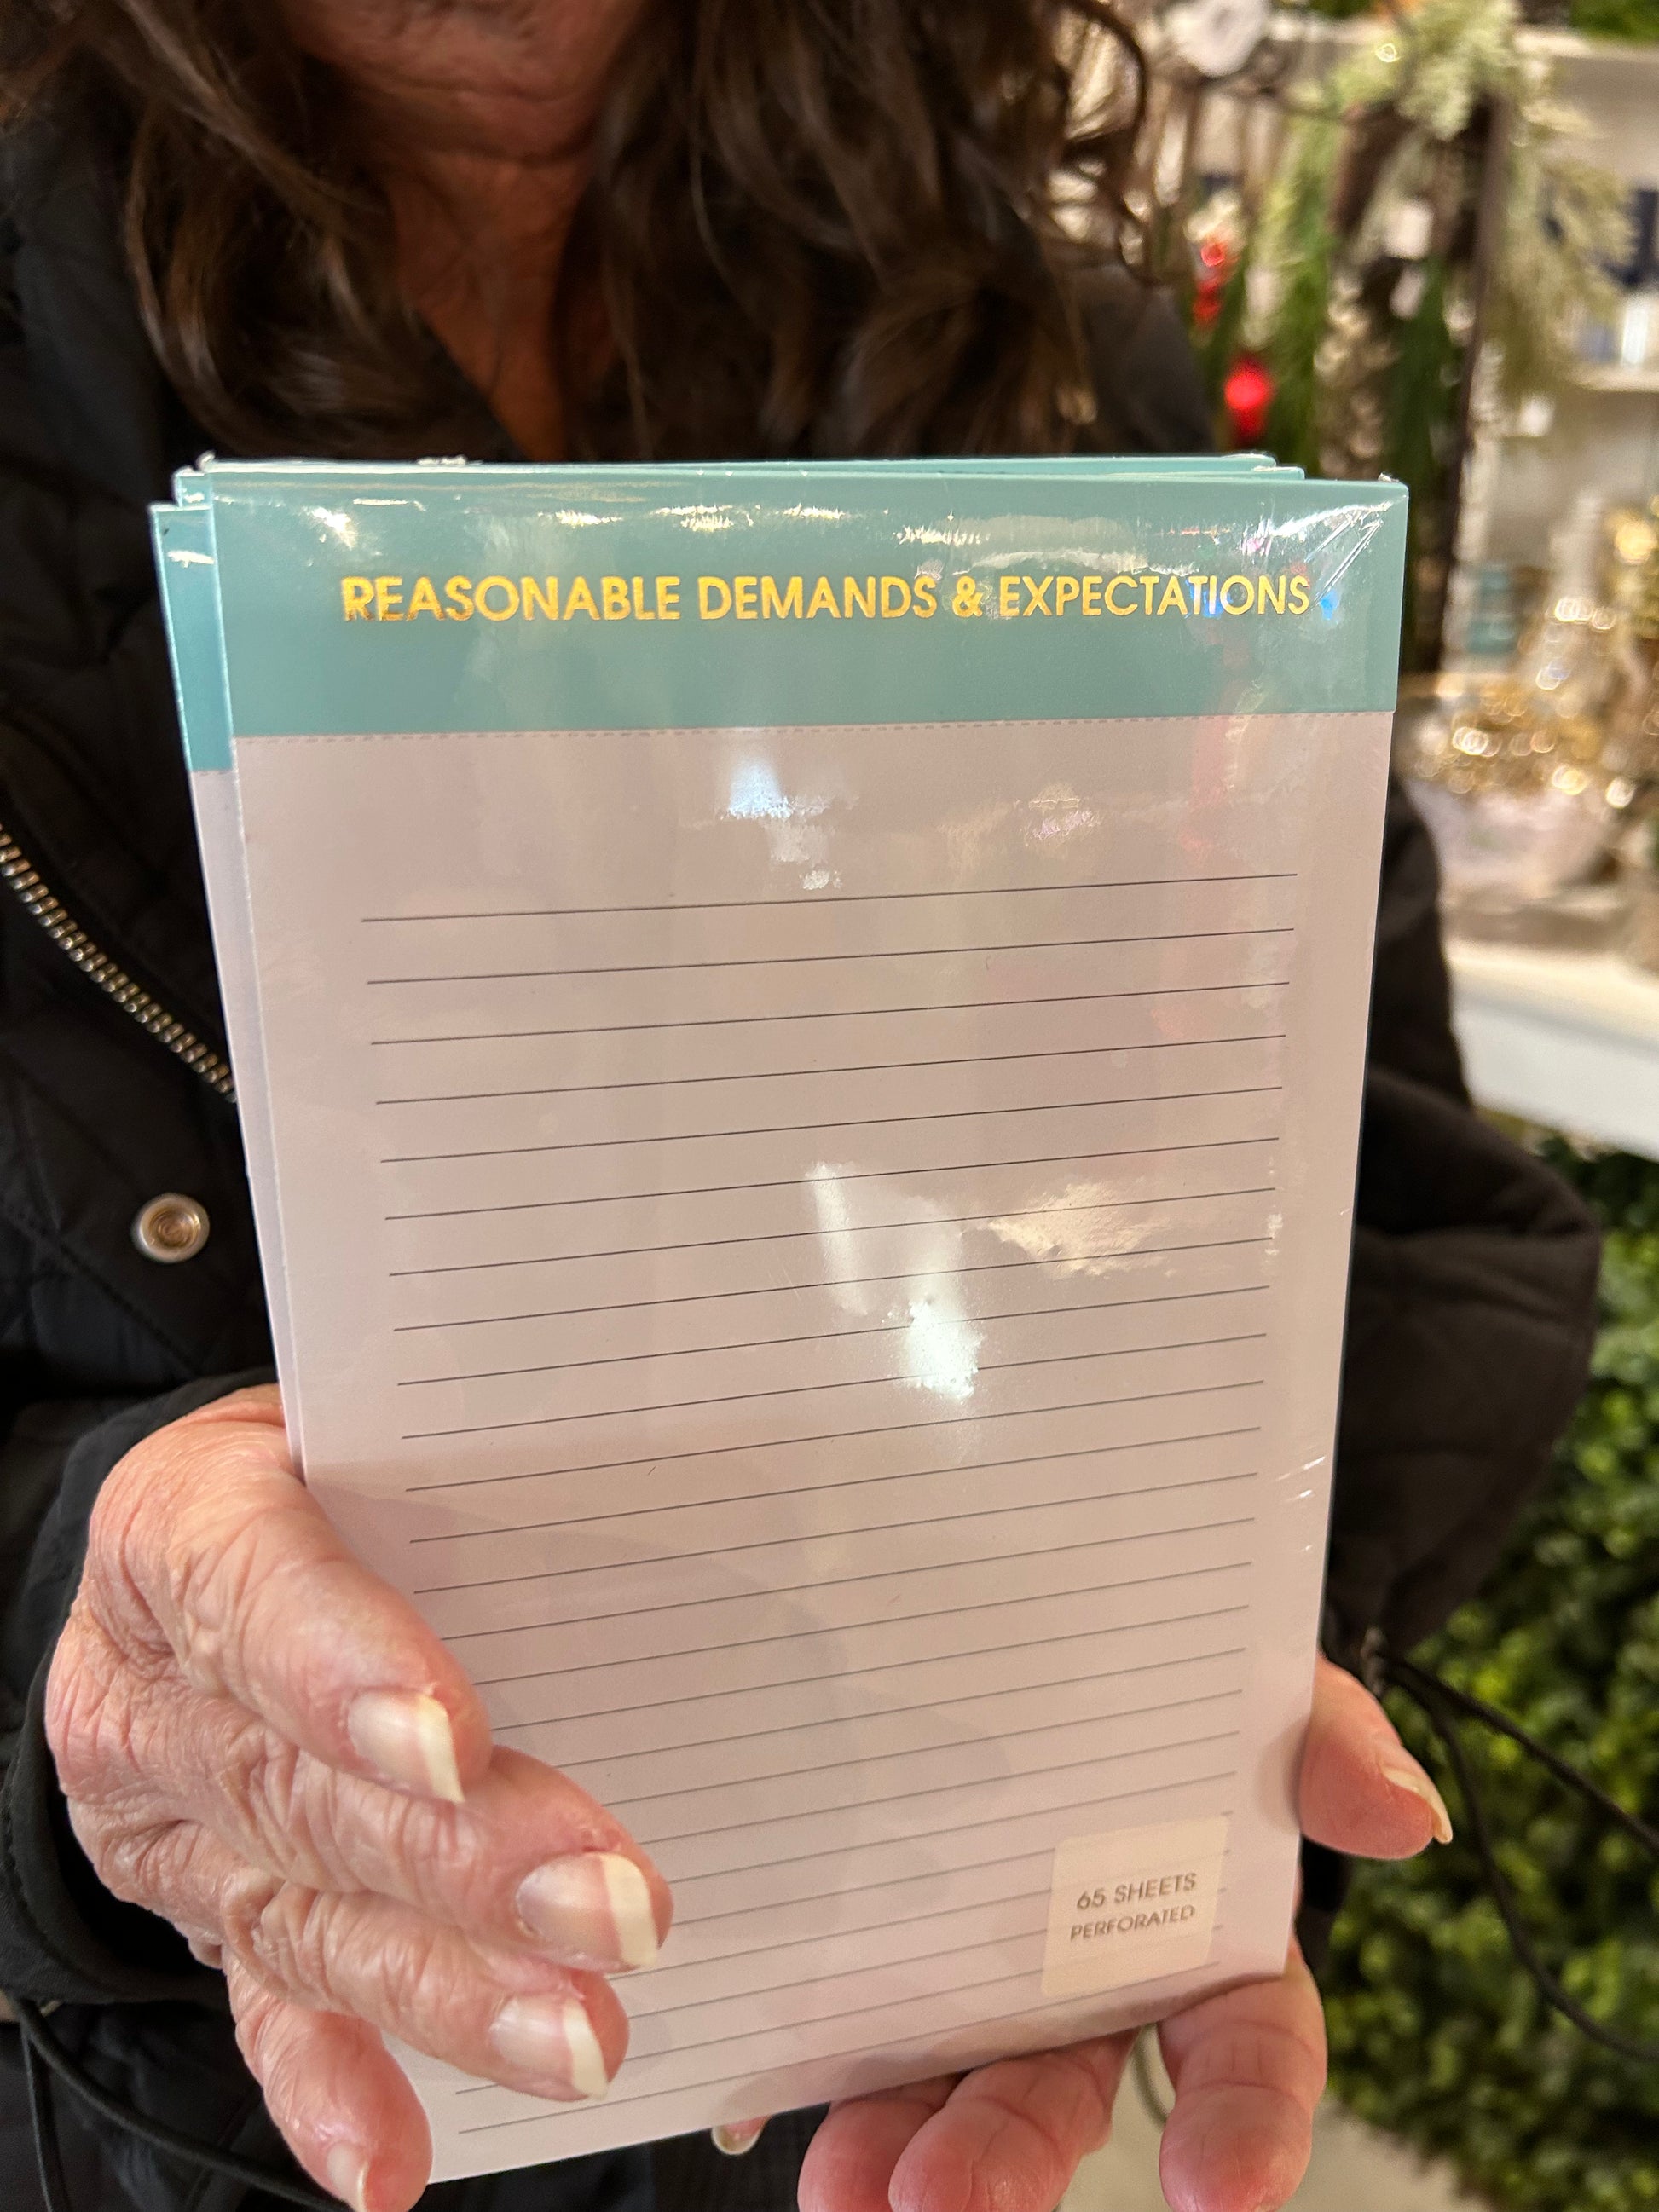 REASONABLE DEMANDS & EXPECTATIONS
65 SHEETS
PERFORATED